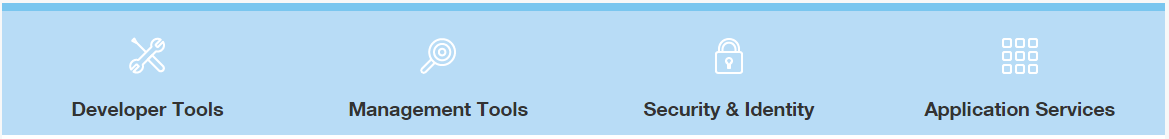 Developer Tools Management Tools Security & Identity Application Services